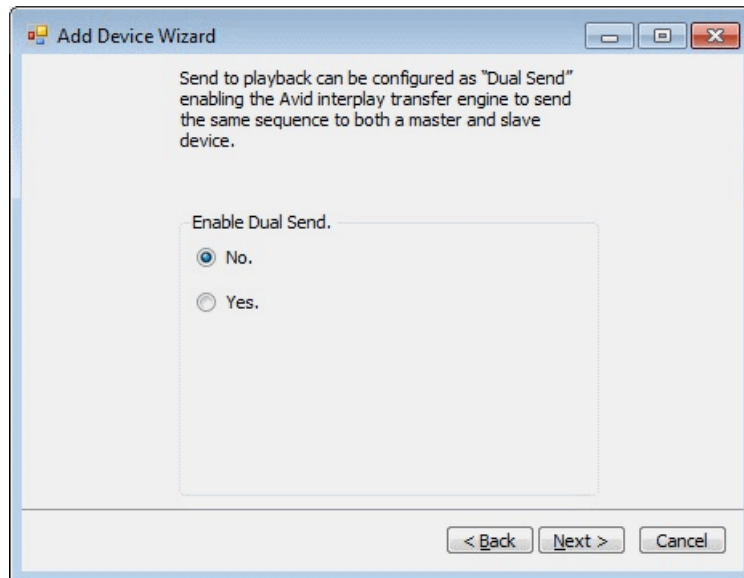 Add Device Wizard
Send to playback can be configured as “Dual Send”
enabling the Avid interplay transfer engine to send
the same sequence to both a master and slave
device.
Enable Dual Send.
No.
Yes.
< Back Next > Cancel